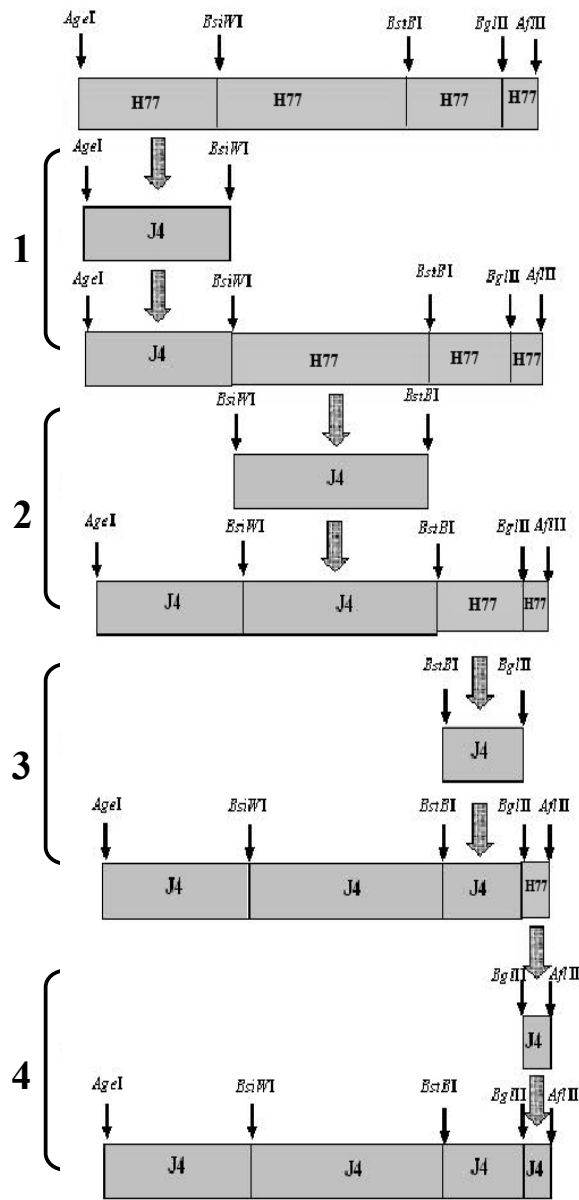 AgeI BsiWI BstBI BglII AflII
H77 H77 H77 H77
AgeI BsiWI
1
J4
AgeI BsiWI BstBI BglII AflII
J4 H77 H77 H77
BsiWI BstBI
2
J4
AgeI BsiWI BstBI BglII AflII
J4 J4 H77 H77
BstBI BglII
3
J4
AgeI BsiWI BstBI BglII AflII
J4 J4 J4 H77
BglII AflII
4
J4
AgeI BsiWI BstBI BglII AflII
J4 J4 J4 J4